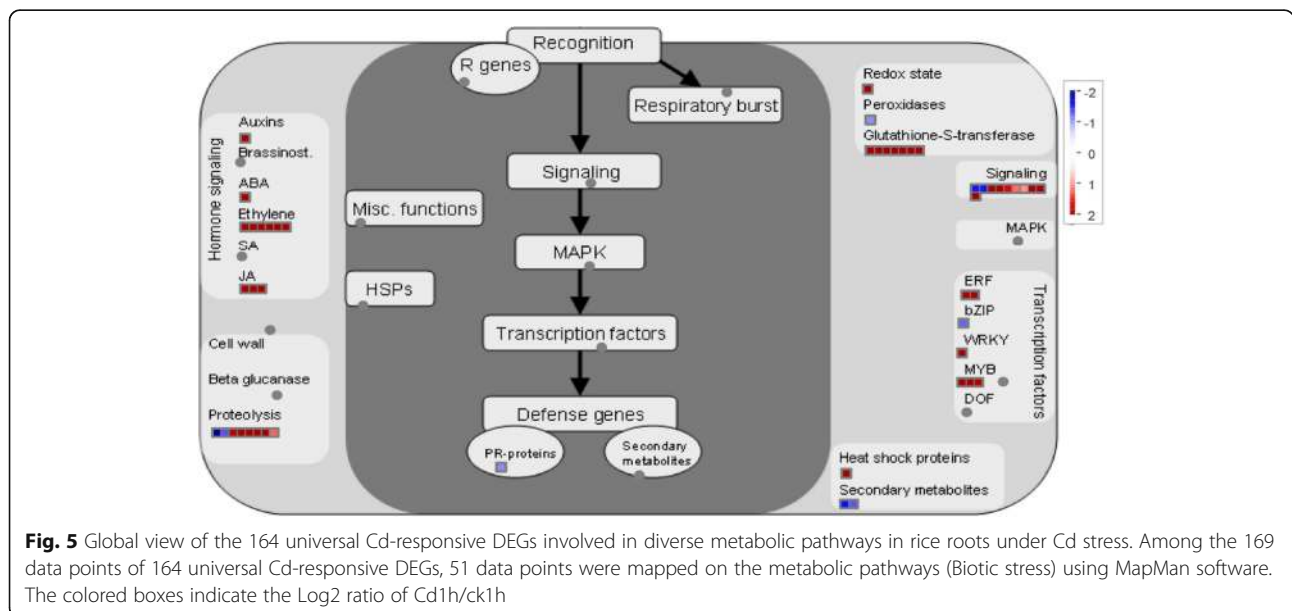 Recognition
R genes
Respiratory burst
Signaling
Misc. functions
MAPK
HSPs
Transcription factors
Defense genes
PR-proteins
Secondary
metabolites
Hormone signaling
Auxins
Brassinost.
ABA
Ethylene
SA
JA
Cell wall
Beta glucanase
Proteolysis
Redox state
Peroxidases
Glutathione-S-transferase
Signaling
MAPK
ERF
bZIP
WRKY
MYB
DOF
Transcription factors
Heat shock proteins
Secondary metabolites
-2
-1
0
1
2
Fig. 5 Global view of the 164 universal Cd-responsive DEGs involved in diverse metabolic pathways in rice roots under Cd stress. Among the 169
data points of 164 universal Cd-responsive DEGs, 51 data points were mapped on the metabolic pathways (Biotic stress) using MapMan software.
The colored boxes indicate the Log2 ratio of Cd1h/ck1h